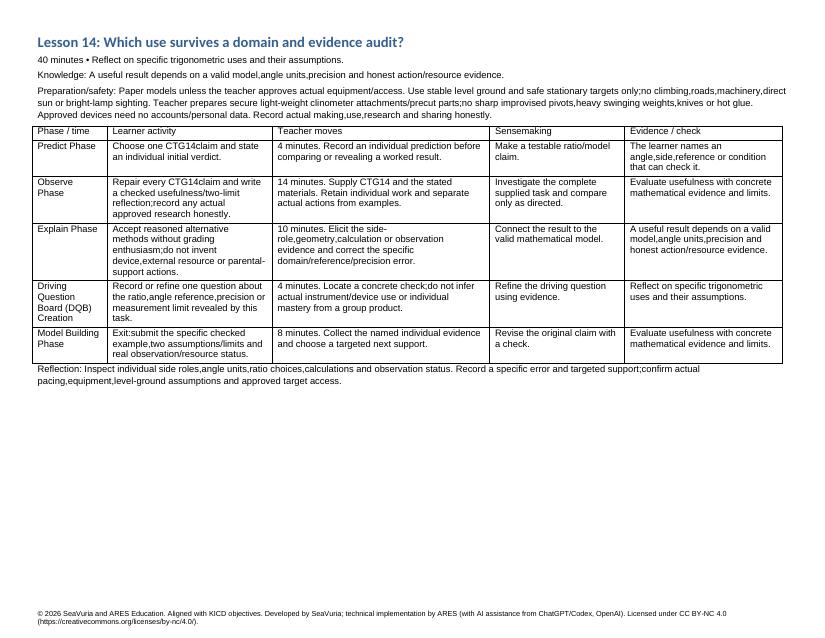 Lesson 14: Which use survives a domain and evidence audit?
40 minutes • Reflect on specific trigonometric uses and their assumptions.
Knowledge: A useful result depends on a valid model,angle units,precision and honest action/resource evidence.
Preparation/safety: Paper models unless the teacher approves actual equipment/access. Use stable level ground and safe stationary targets only;no climbing,roads,machinery,direct
sun or bright-lamp sighting. Teacher prepares secure light-weight clinometer attachments/precut parts;no sharp improvised pivots,heavy swinging weights,knives or hot glue.
Approved devices need no accounts/personal data. Record actual making,use,research and sharing honestly.
Phase / time
Learner activity
Teacher moves
Sensemaking
Evidence / check
Predict Phase
Choose one CTG14claim and state
an individual initial verdict.
4 minutes. Record an individual prediction before
comparing or revealing a worked result.
Make a testable ratio/model
claim.
The learner names an
angle,side,reference or condition
that can check it.
Observe
Phase
Repair every CTG14claim and write
a checked usefulness/two-limit
reflection;record any actual
approved research honestly.
14 minutes. Supply CTG14 and the stated
materials. Retain individual work and separate
actual actions from examples.
Investigate the complete
supplied task and compare
only as directed.
Evaluate usefulness with concrete
mathematical evidence and limits.
Explain Phase
Accept reasoned alternative
methods without grading
enthusiasm;do not invent
device,external resource or parental-
support actions.
10 minutes. Elicit the side-
role,geometry,calculation or observation
evidence and correct the specific
domain/reference/precision error.
Connect the result to the
valid mathematical model.
A useful result depends on a valid
model,angle units,precision and
honest action/resource evidence.
Driving
Question
Board (DQB)
Creation
Record or refine one question about
the ratio,angle reference,precision or
measurement limit revealed by this
task.
4 minutes. Locate a concrete check;do not infer
actual instrument/device use or individual
mastery from a group product.
Refine the driving question
using evidence.
Reflect on specific trigonometric
uses and their assumptions.
Model Building
Phase
Exit:submit the specific checked
example,two assumptions/limits and
real observation/resource status.
8 minutes. Collect the named individual evidence
and choose a targeted next support.
Revise the original claim with
a check.
Evaluate usefulness with concrete
mathematical evidence and limits.
Reflection: Inspect individual side roles,angle units,ratio choices,calculations and observation status. Record a specific error and targeted support;confirm actual
pacing,equipment,level-ground assumptions and approved target access.
© 2026 SeaVuria and ARES Education. Aligned with KICD objectives. Developed by SeaVuria; technical implementation by ARES (with AI assistance from ChatGPT/Codex, OpenAI). Licensed under CC BY-NC 4.0
(https://creativecommons.org/licenses/by-nc/4.0/).